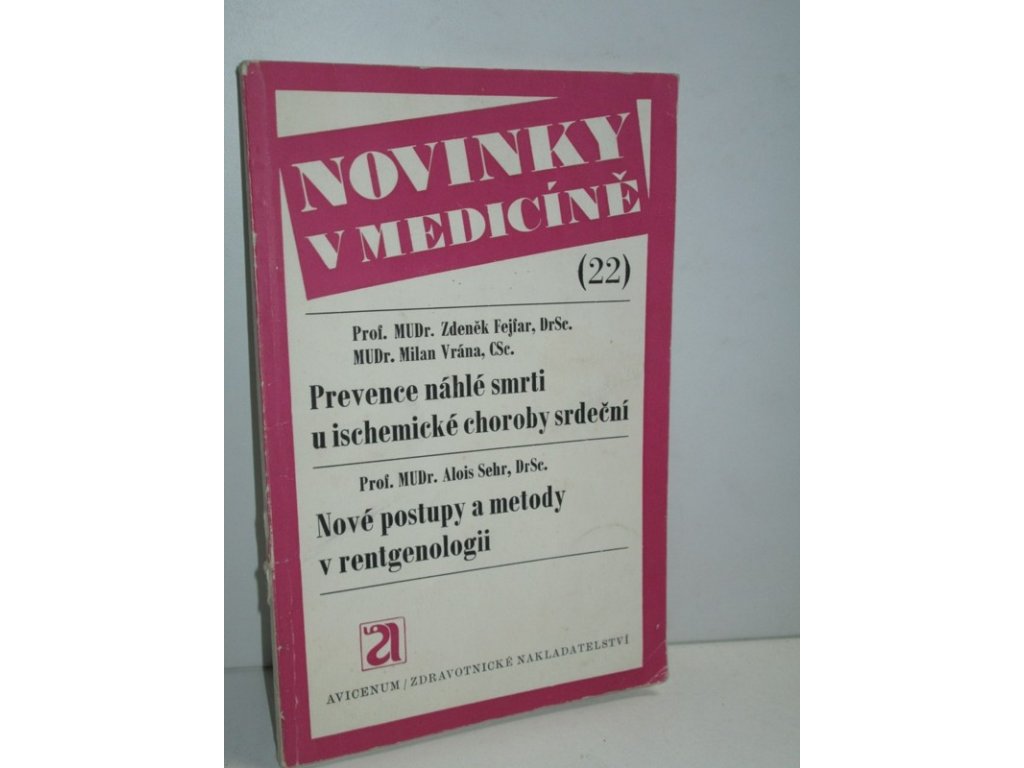 NOVINKY
V MEDICÍNĚ
(22)
Prof. MUDr. Zdeněk Fejfar, DrSc.
MUDr. Milan Vrána, CSc.
Prevence náhlé smrti
u ischemické choroby srdeční
Prof. MUDr. Alois Sehr, DrSc.
Nové postupy a metody
v rentgenologii
AVICENUM / ZDRAVOTNICKÉ NAKLADATELSTVÍ